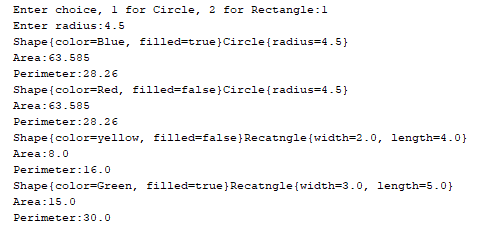 Enter choice, 1 for Circle, 2 for Rectangle:1
Enter radius:4.5
Shape{color=Blue, filled=true}Circle{radius=4.5}
Area:63.585
Perimeter:28.26
Shape{color=Red, filled=false}Circle{radius=4.5}
Area:63.585
Perimeter:28.26
Shape{color=yellow, filled=false}Recatngle{width=2.0, length=4.0}
Area:8.0
Perimeter:16.0
Shape{color=Green, filled=true}Recatngle{width=3.0, length=5.0}
Area:15.0
Perimeter:30.0